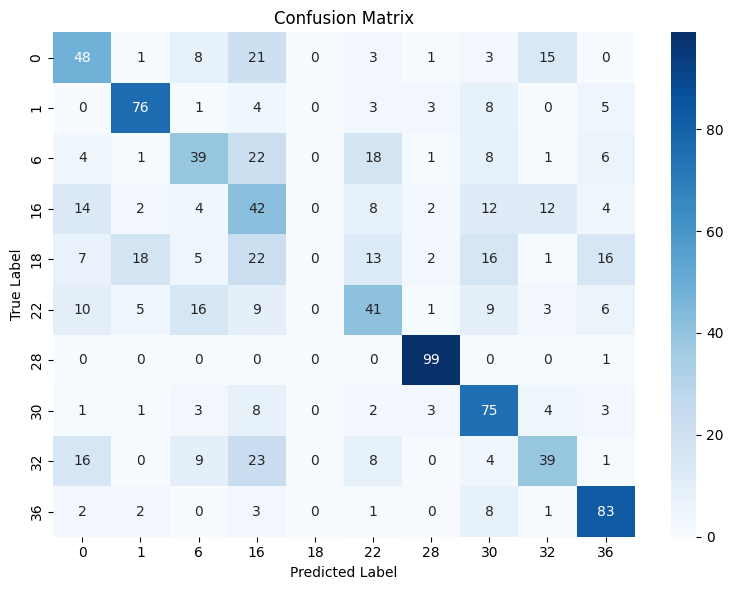 Confusion Matrix
True Label
0 48 1 8 21 0 3 1 3 15 0
1 0 76 1 4 0 3 3 8 0 5
6 4 1 39 22 0 18 1 8 1 6
16 14 2 4 42 0 8 2 12 12 4
18 7 18 5 22 0 13 2 16 1 16
22 10 5 16 9 0 41 1 9 3 6
28 0 0 0 0 0 0 99 0 0 1
30 1 1 3 8 0 2 3 75 4 3
32 16 0 9 23 0 8 0 4 39 1
36 2 2 0 3 0 1 0 8 1 83
0 1 6 16 18 22 28 30 32 36
Predicted Label
80
60
40
20
0